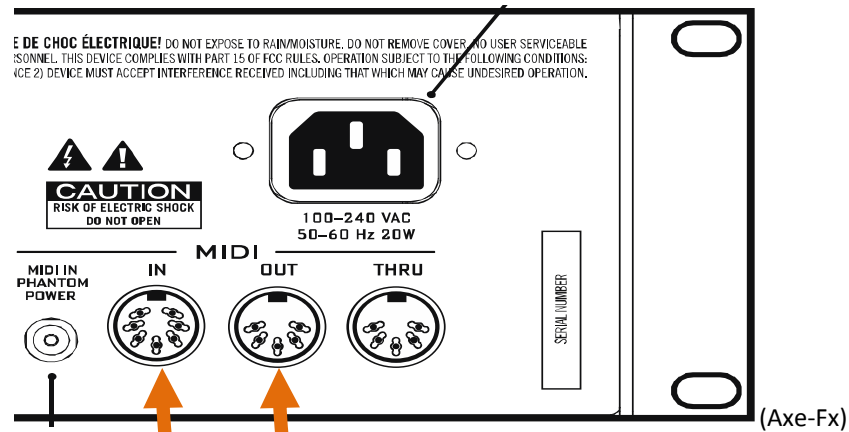 E DE CHOC ÉLECTRIQUE! DO NOT EXPOSE TO RAIN/MOISTURE. DO NOT REMOVE COVER. NO USER SERVICEABLE
RSONNEL. THIS DEVICE COMPLIES WITH PART 15 OF FCC RULES. OPERATION SUBJECT TO THE FOLLOWING CONDITIONS:
NCE 2) DEVICE MUST ACCEPT INTERFERENCE RECEIVED INCLUDING THAT WHICH MAY CAUSE UNDESIRED OPERATION.
CAUTION
RISK OF ELECTRIC SHOCK
DO NOT OPEN
100–240 VAC
50–60 Hz 20W
MIDI
MIDI IN
PHANTOM
POWER
IN
OUT
THRU
SERIAL NUMBER
(Axe-Fx)